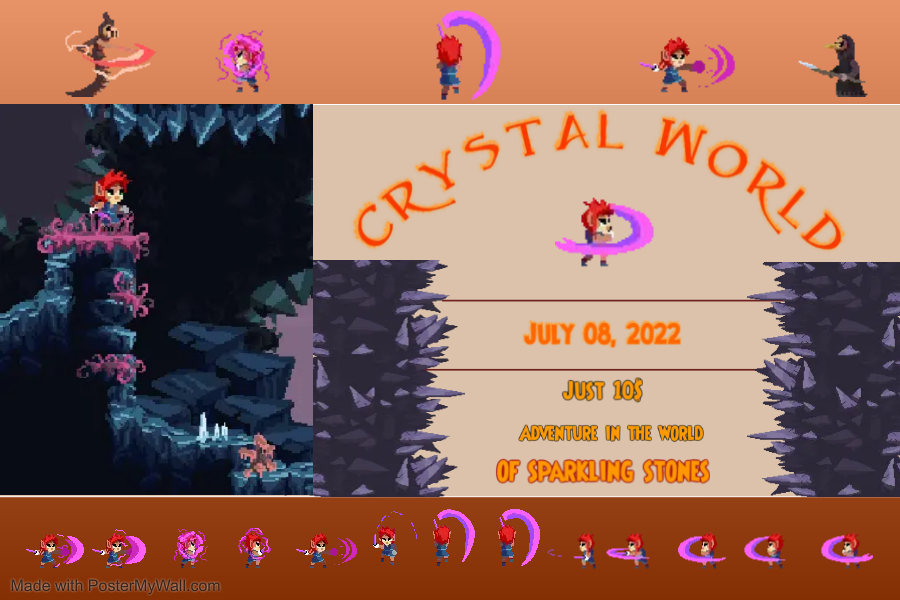 CRYSTAL WORLD
JULY 08, 2022
JUST 10$
ADVENTURE IN THE WORLD
OF SPARKLING STONES
Made with PosterMyWall.com